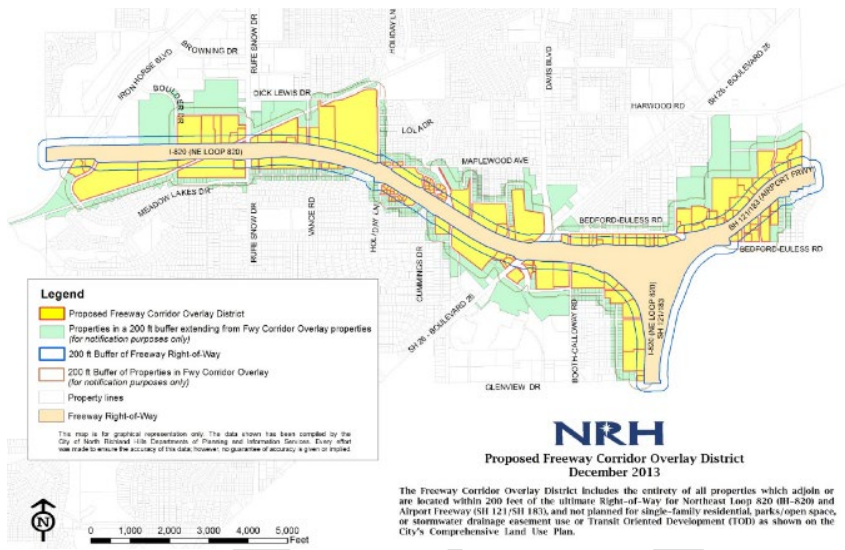 BROWNING DR
IRON HORSE BLVD
RUFE SNOW DR
HOLIDAY LN
BOULDER DR
DICK LEWIS DR
DAVIS BLVD
SH 26 - BOULEVARD 26
HARWOOD RD
LOLA DR
I-820 (NE LOOP 820)
MAPLEWOOD AVE
MEADOW LAKES DR
RUFE SNOW DR
VANCE RD
HOLIDAY LN
BEDFORD-EULESS RD
SH 121/183 (AIRPORT FRWY)
BEDFORD-EULESS RD
CUMMINGS DR
SH 26 - BOULEVARD 26
BOOTH-CALLOWAY RD
I-820 (NE LOOP 820)
SH 121/183
GLENVIEW DR
Legend
Proposed Freeway Corridor Overlay District
Properties in a 200 ft buffer extending from Fwy Corridor Overlay properties
(for notification purposes only)
200 ft Buffer of Freeway Right-of-Way
200 ft Buffer of Properties in Fwy Corridor Overlay
(for notification purposes only)
Property lines
Freeway Right-of-Way
This map is for graphical representation only. The data shown has been compiled by the
City of North Richland Hills Departments of Planning and Information Services. Every effort
was made to ensure the accuracy of this data; however, no guarantee of accuracy is given or implied.
N
0 1,000 2,000 3,000 4,000 5,000
Feet
NRH
Proposed Freeway Corridor Overlay District
December 2013
The Freeway Corridor Overlay District includes the entirety of all properties which adjoin or
are located within 200 feet of the ultimate Right-of-Way for Northeast Loop 820 (IH-820) and
Airport Freeway (SH 121/SH 183), and not planned for single-family residential, parks/open space,
or stormwater drainage easement use or Transit Oriented Development (TOD) as shown on the
City's Comprehensive Land Use Plan.